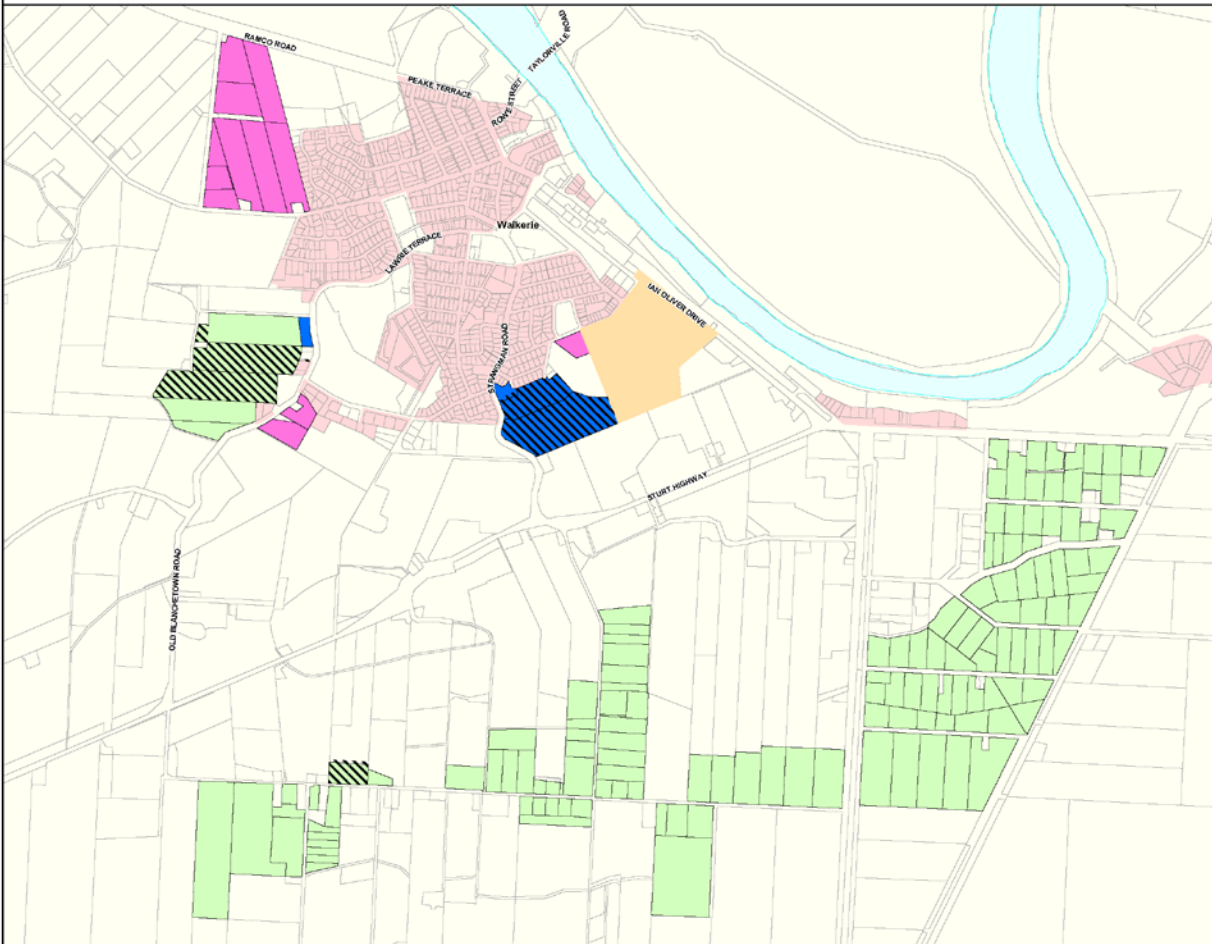 RAMCO ROAD
TAYLORVILLE ROAD
PEAKE TERRACE
ROWE STREET
Waikerie
LAWRIE TERRACE
IAN OLIVER DRIVE
STRANGMAN ROAD
STURT HIGHWAY
OLD BLANCHETOWN ROAD